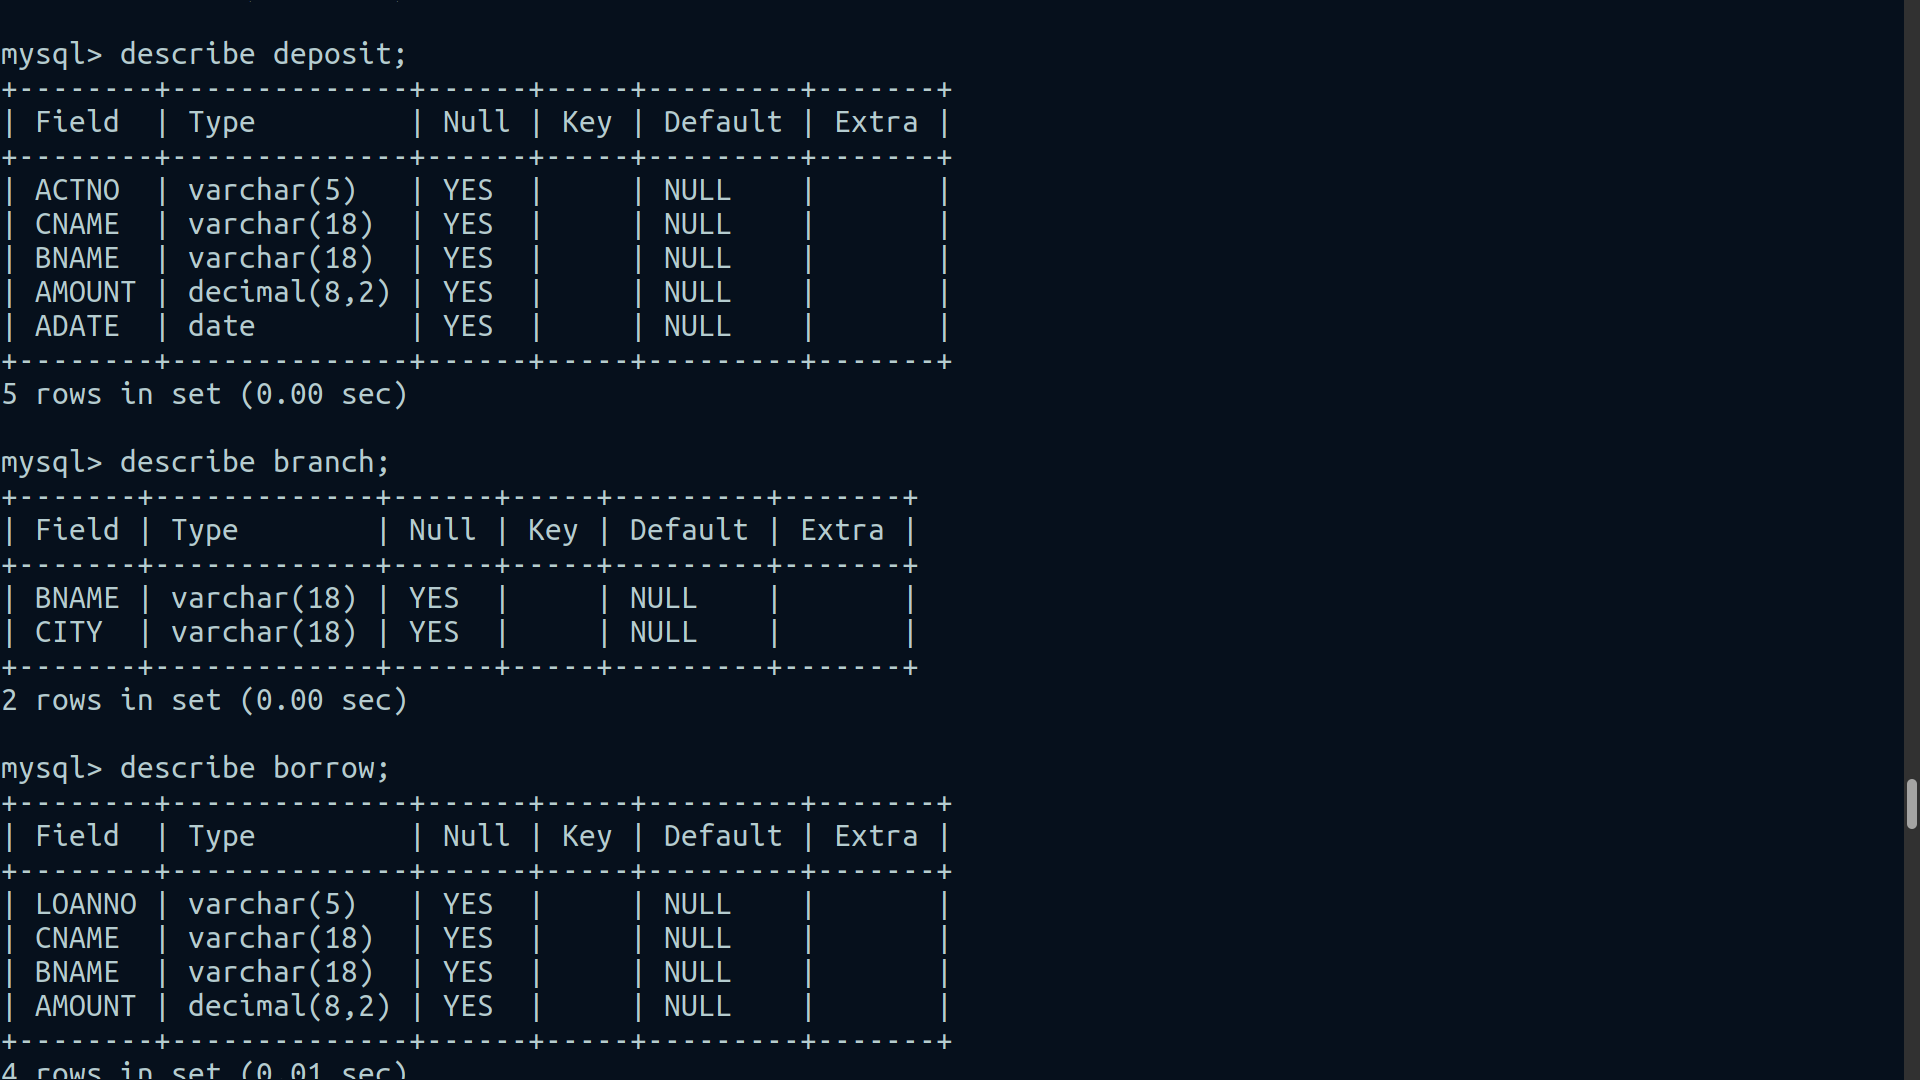 mysql> describe deposit;
+--------+--------------+------+-----+---------+-------+
| Field  | Type         | Null | Key | Default | Extra |
+--------+--------------+------+-----+---------+-------+
| ACTNO  | varchar(5)   | YES  |     | NULL    |       |
| CNAME  | varchar(18)  | YES  |     | NULL    |       |
| BNAME  | varchar(18)  | YES  |     | NULL    |       |
| AMOUNT | decimal(8,2) | YES  |     | NULL    |       |
| ADATE  | date         | YES  |     | NULL    |       |
+--------+--------------+------+-----+---------+-------+
5 rows in set (0.00 sec)
mysql> describe branch;
+-------+-------------+------+-----+---------+-------+
| Field | Type        | Null | Key | Default | Extra |
+-------+-------------+------+-----+---------+-------+
| BNAME | varchar(18) | YES  |     | NULL    |       |
| CITY  | varchar(18) | YES  |     | NULL    |       |
+-------+-------------+------+-----+---------+-------+
2 rows in set (0.00 sec)
mysql> describe borrow;
+--------+--------------+------+-----+---------+-------+
| Field  | Type         | Null | Key | Default | Extra |
+--------+--------------+------+-----+---------+-------+
| LOANNO | varchar(5)   | YES  |     | NULL    |       |
| CNAME  | varchar(18)  | YES  |     | NULL    |       |
| BNAME  | varchar(18)  | YES  |     | NULL    |       |
| AMOUNT | decimal(8,2) | YES  |     | NULL    |       |
+--------+--------------+------+-----+---------+-------+
4 rows in set (0.01 sec)